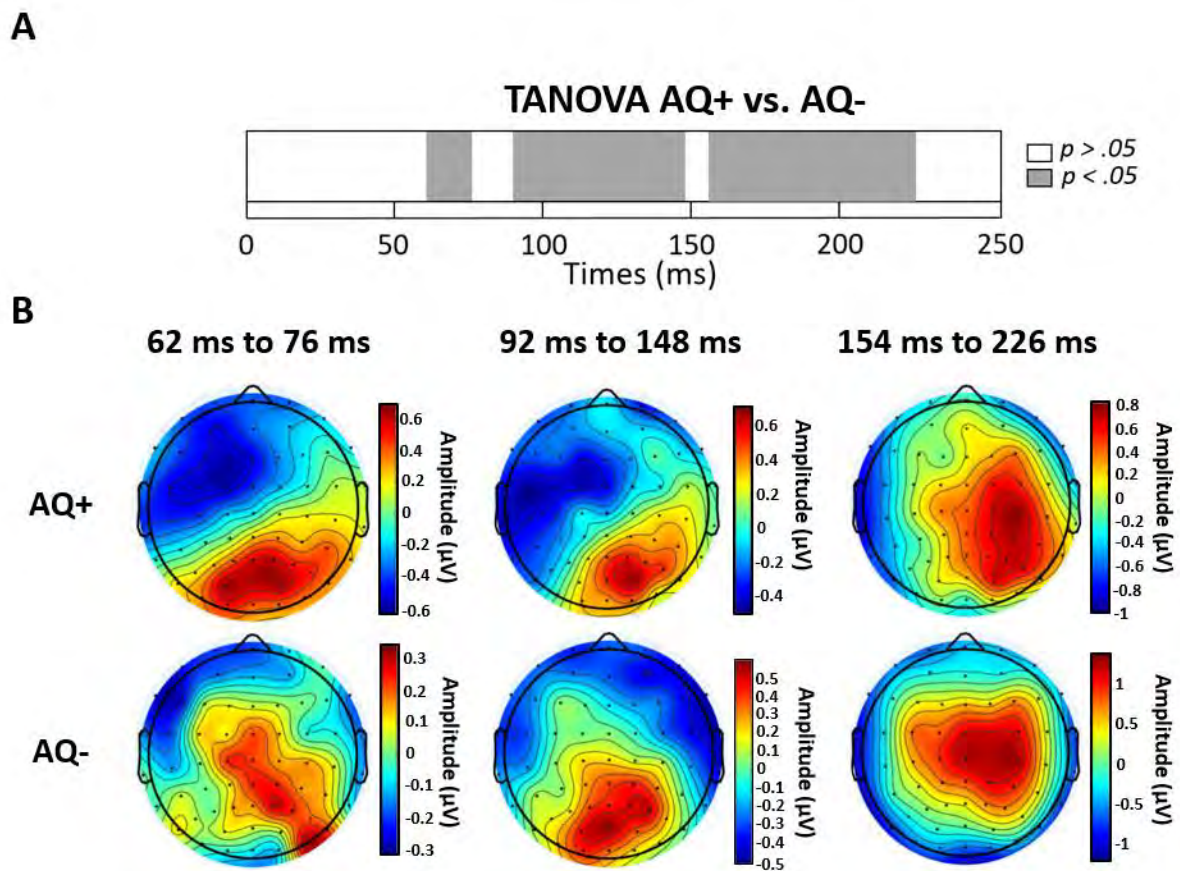 A
TANOVA AQ+ vs. AQ-
p > .05
p < .05
0 50 100 150 200 250
Times (ms)
B
62 ms to 76 ms 92 ms to 148 ms 154 ms to 226 ms
AQ+
0.6
0.4
0.2
0
-0.2
-0.4
-0.6
Amplitude (μV)
0.6
0.4
0.2
0
-0.2
-0.4
Amplitude (μV)
0.8
0.6
0.4
0.2
0
-0.2
-0.4
-0.6
-0.8
-1
Amplitude (μV)
AQ-
0.3
0.2
0.1
0
-0.1
-0.2
-0.3
Amplitude (μV)
0.5
0.4
0.3
0.2
0.1
0
-0.1
-0.2
-0.3
-0.4
-0.5
Amplitude (μV)
1
0.5
0
-0.5
-1
Amplitude (μV)